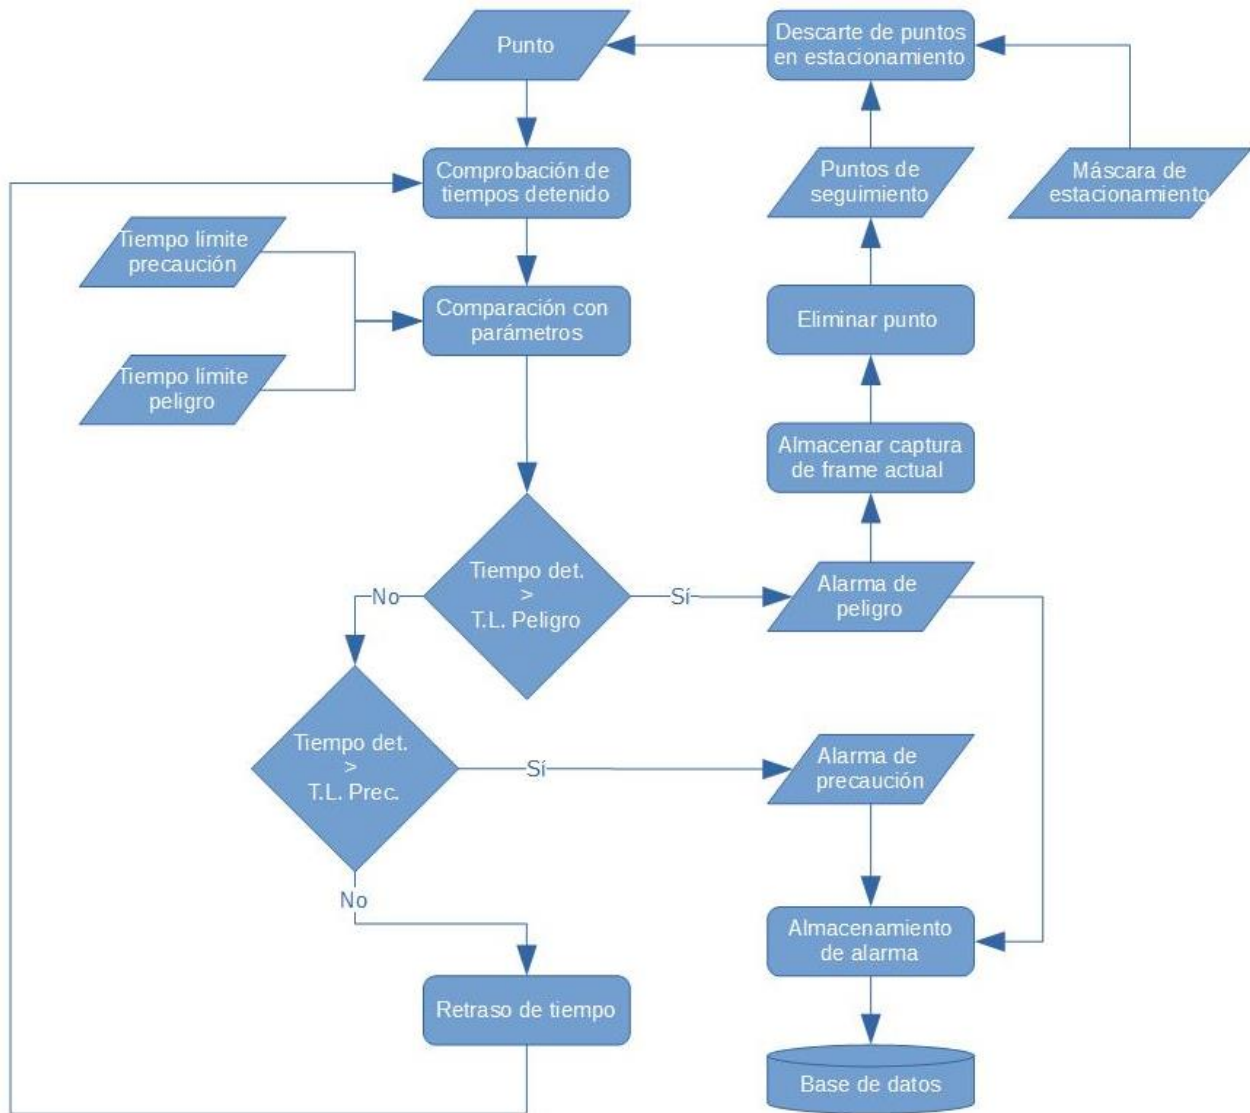 Punto
Descarte de puntos
en estacionamiento
Comprobación de
tiempos detenido
Puntos de
seguimiento
Máscara de
estacionamiento
Tiempo límite
precaución
Comparación con
parámetros
Eliminar punto
Tiempo límite
peligro
Almacenar captura
de frame actual
Tiempo det.
>
T.L. Peligro
No
Sí
Alarma de
peligro
Tiempo det.
>
T.L. Prec.
Sí
Alarma de
precaución
No
Almacenamiento
de alarma
Retraso de tiempo
Base de datos